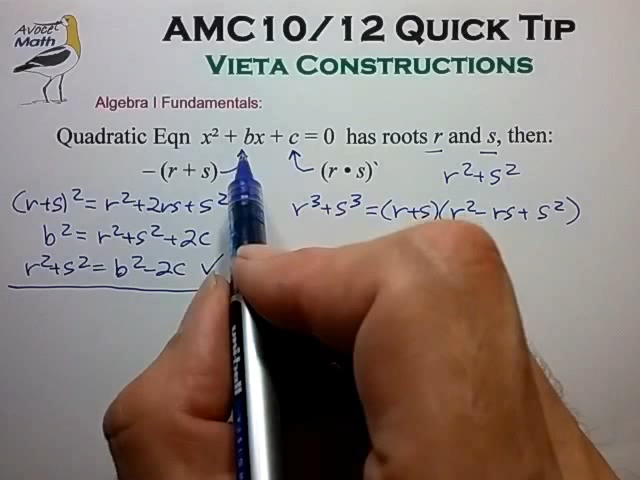 Avocet
Math
AMC10/12 QUICK TIP
VIETA CONSTRUCTIONS
Algebra I Fundamentals:
Quadratic Eqn x² + bx + c = 0 has roots r and s, then:
−(r + s)
(r • s)
r²+s²
(r+s)² = r²+2rs+s²
r³+s³=(r+s)(r²−rs+s²)
b² = r²+s²+2c
r²+s² = b²−2c ✓
uniball